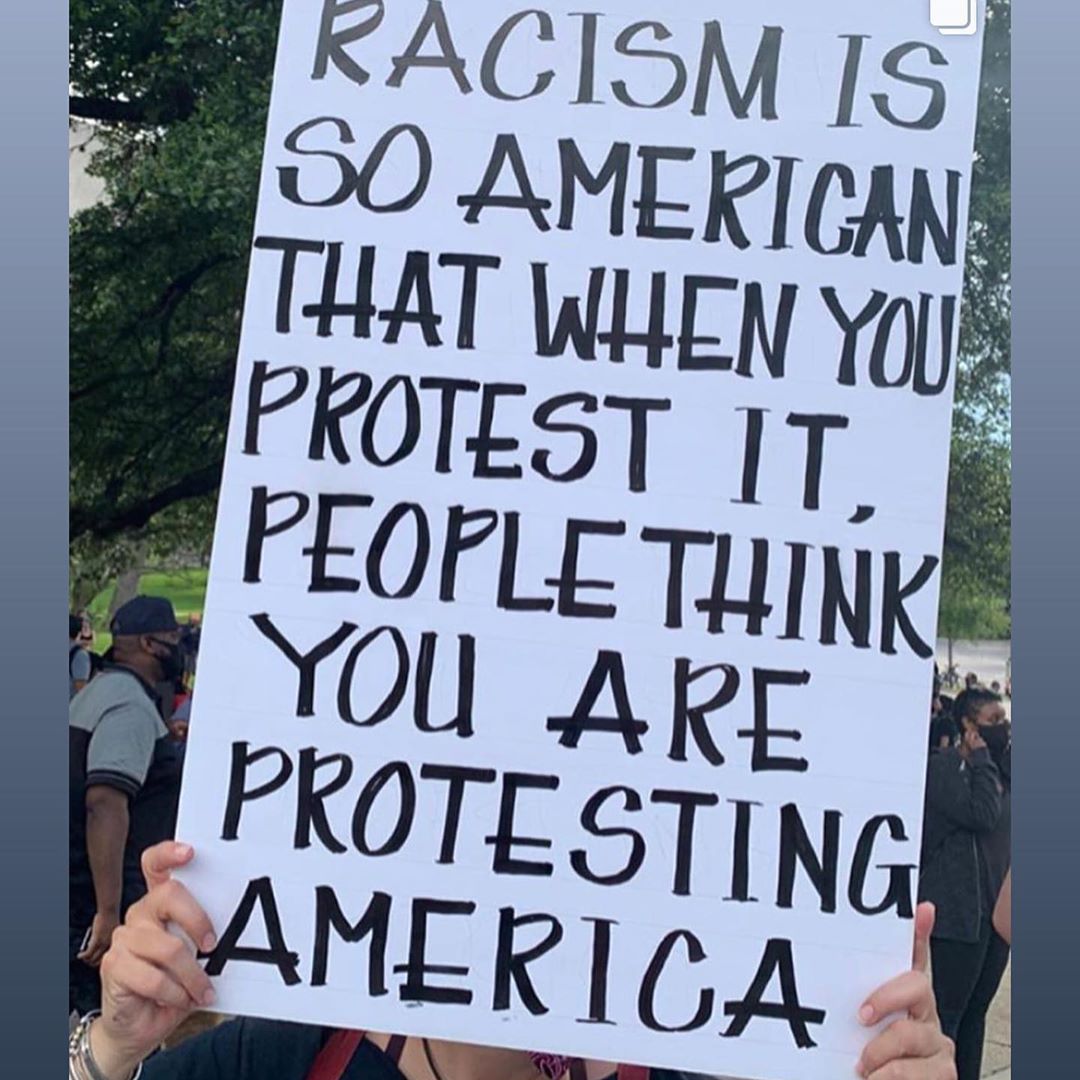 RACISM IS
SO AMERICAN
THAT WHEN YOU
PROTEST IT,
PEOPLE THINK
YOU ARE
PROTESTING
AMERICA